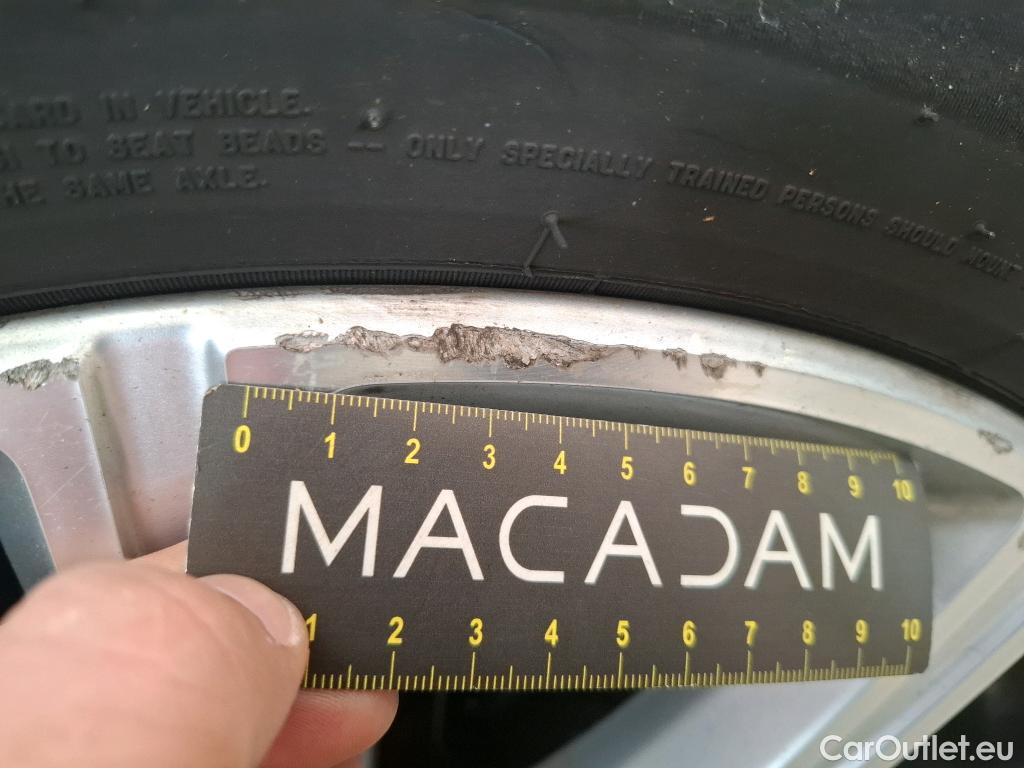 ARD IN VEHICLE.
TO SEAT BEADS -- ONLY SPECIALLY TRAINED PERSONS SHOULD MOUNT
HE SAME AXLE.
0 1 2 3 4 5 6 7 8 9 10
MACADAM
1 2 3 4 5 6 7 8 9 10
CarOutlet.eu